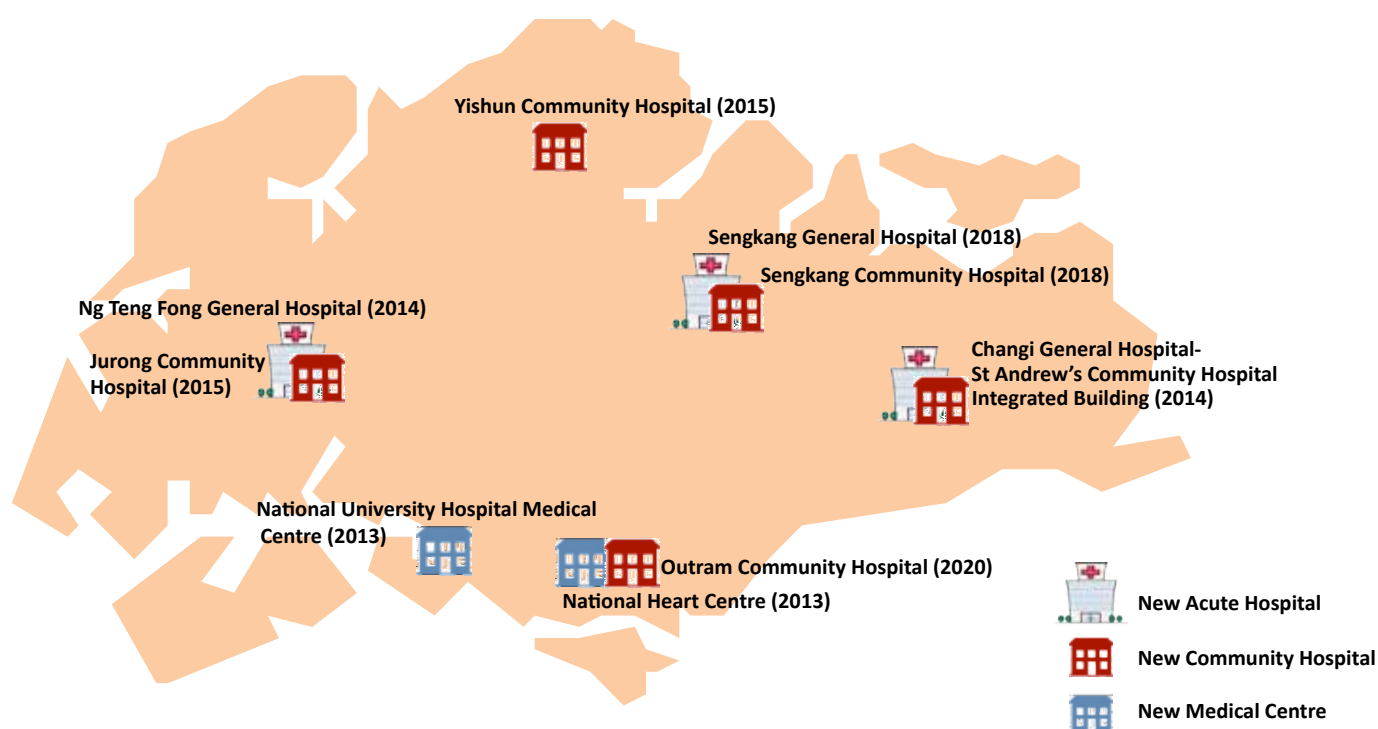 Yishun Community Hospital (2015)
Sengkang General Hospital (2018)
Sengkang Community Hospital (2018)
Ng Teng Fong General Hospital (2014)
Jurong Community
Hospital (2015)
Changi General Hospital-
St Andrew’s Community Hospital
Integrated Building (2014)
National University Hospital Medical
Centre (2013)
Outram Community Hospital (2020)
National Heart Centre (2013)
New Acute Hospital
New Community Hospital
New Medical Centre